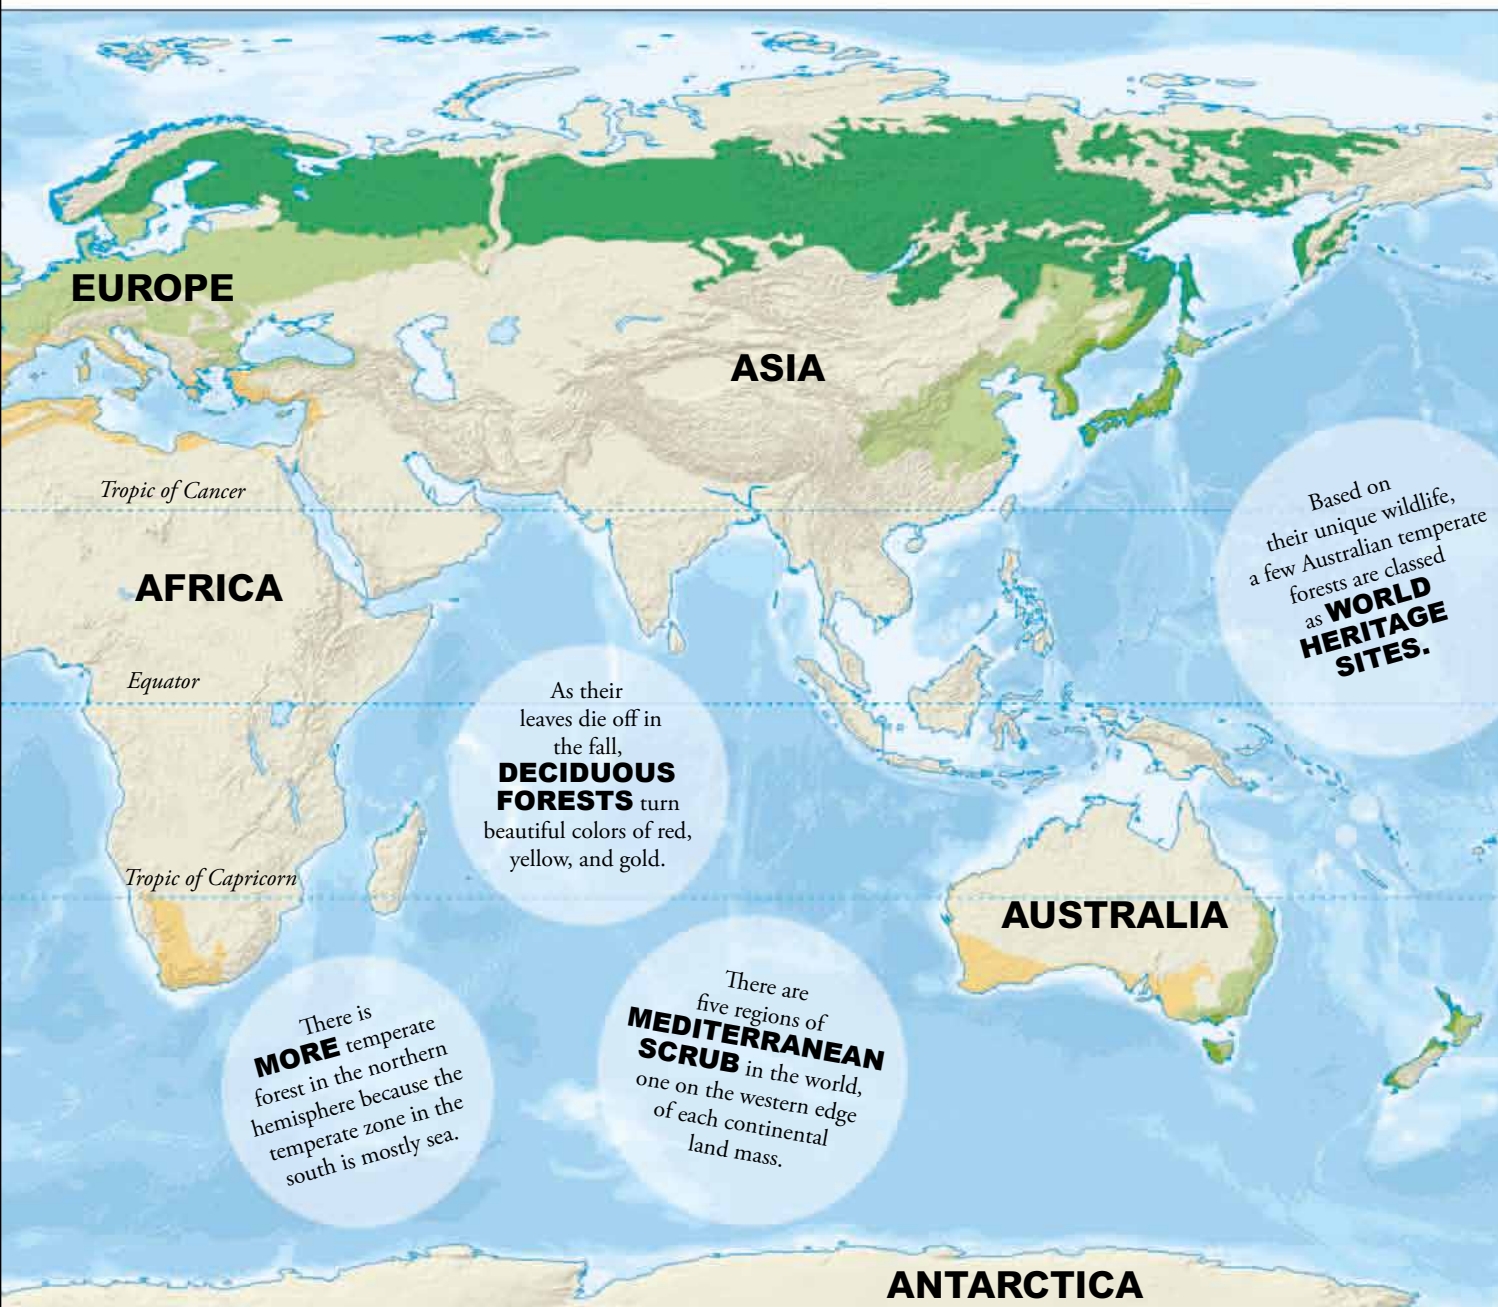 EUROPE
ASIA
Tropic of Cancer
AFRICA
Equator
Tropic of Capricorn
AUSTRALIA
ANTARCTICA
Based on
their unique wildlife,
a few Australian temperate
forests are classed
as WORLD
HERITAGE
SITES.
As their
leaves die off in
the fall,
DECIDUOUS
FORESTS turn
beautiful colors of red,
yellow, and gold.
There is
MORE temperate
forest in the northern
hemisphere because the
temperate zone in the
south is mostly sea.
There are
five regions of
MEDITERRANEAN
SCRUB in the world,
one on the western edge
of each continental
land mass.